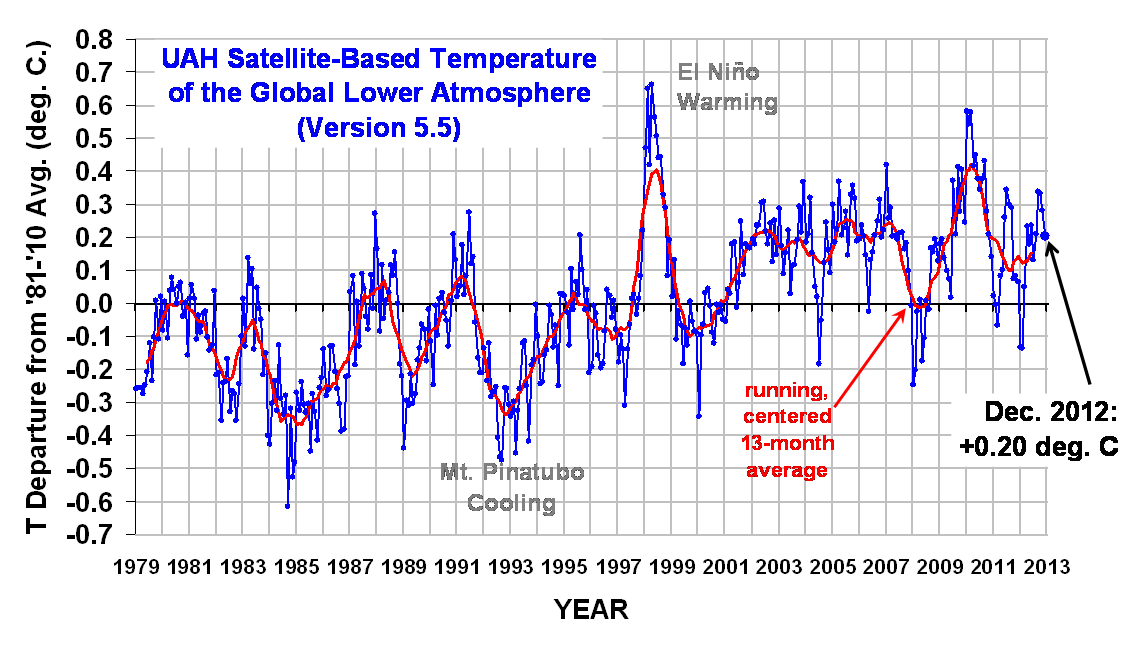 UAH Satellite-Based Temperature
of the Global Lower Atmosphere
(Version 5.5)
El Niño
Warming
T Departure from '81-'10 Avg. (deg. C.)
0.8
0.7
0.6
0.5
0.4
0.3
0.2
0.1
0.0
-0.1
-0.2
-0.3
-0.4
-0.5
-0.6
-0.7
running,
centered
13-month
average
Dec. 2012:
+0.20 deg. C
Mt. Pinatubo
Cooling
1979 1981 1983 1985 1987 1989 1991 1993 1995 1997 1999 2001 2003 2005 2007 2009 2011 2013
YEAR